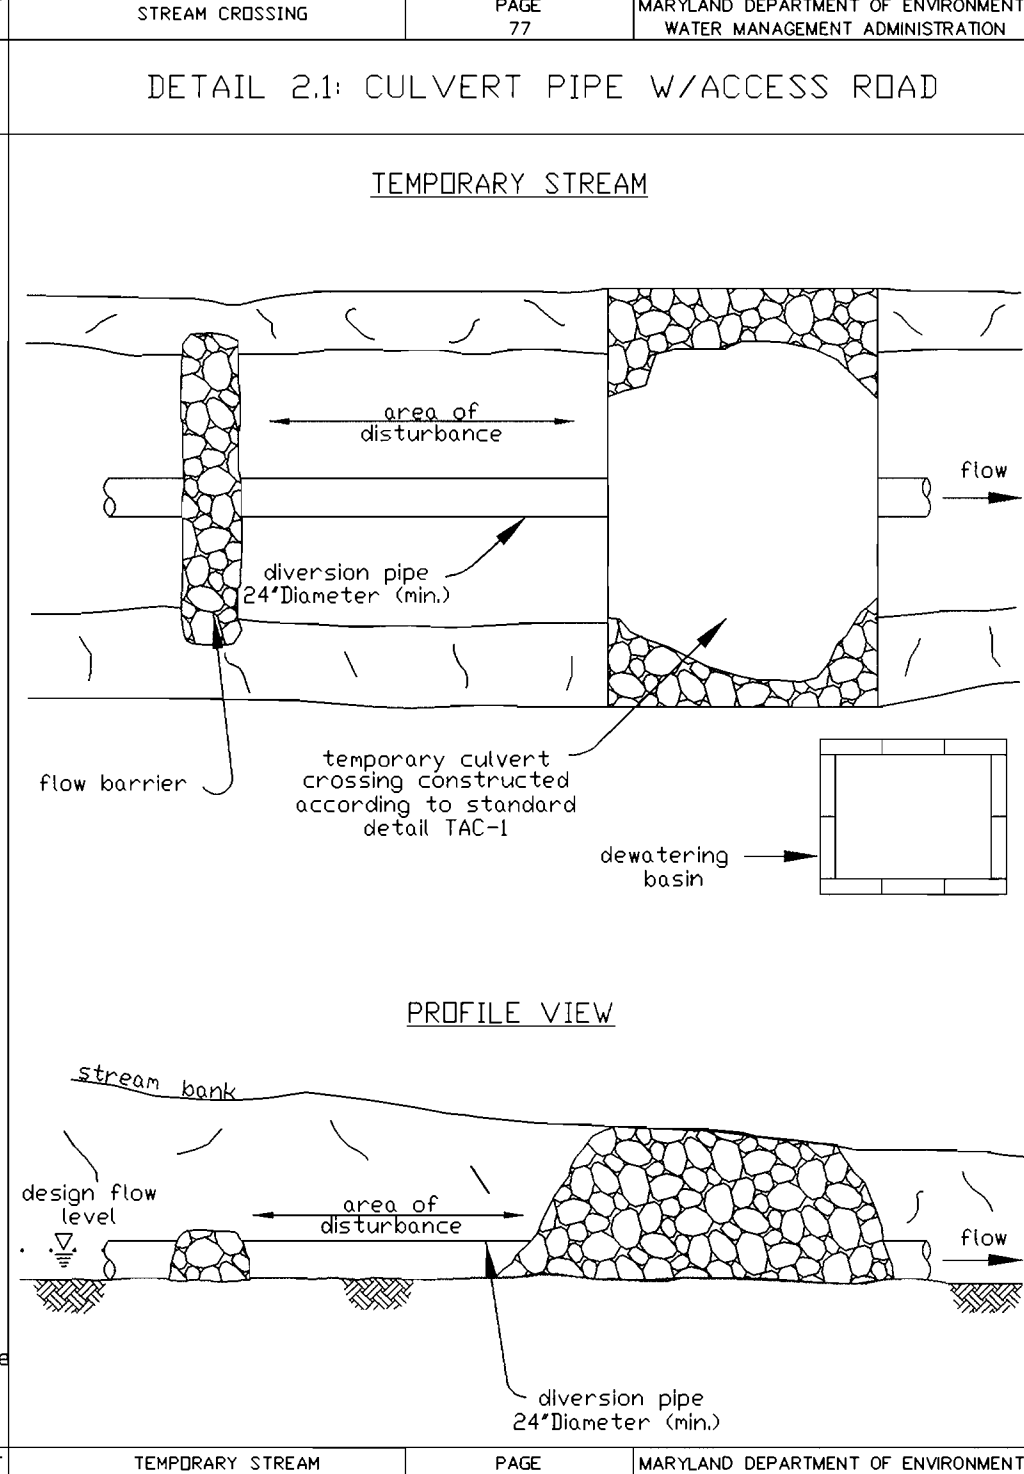 STREAM CROSSING
PAGE
77
MARYLAND DEPARTMENT OF ENVIRONMENT
WATER MANAGEMENT ADMINISTRATION
DETAIL 2.1: CULVERT PIPE W/ACCESS ROAD
TEMPORARY STREAM
area of
disturbance
flow
diversion pipe
24"Diameter (min.)
flow barrier
temporary culvert
crossing constructed
according to standard
detail TAC-1
dewatering
basin
PROFILE VIEW
stream bank
design flow
level
area of
disturbance
flow
diversion pipe
24"Diameter (min.)
TEMPORARY STREAM
PAGE
MARYLAND DEPARTMENT OF ENVIRONMENT